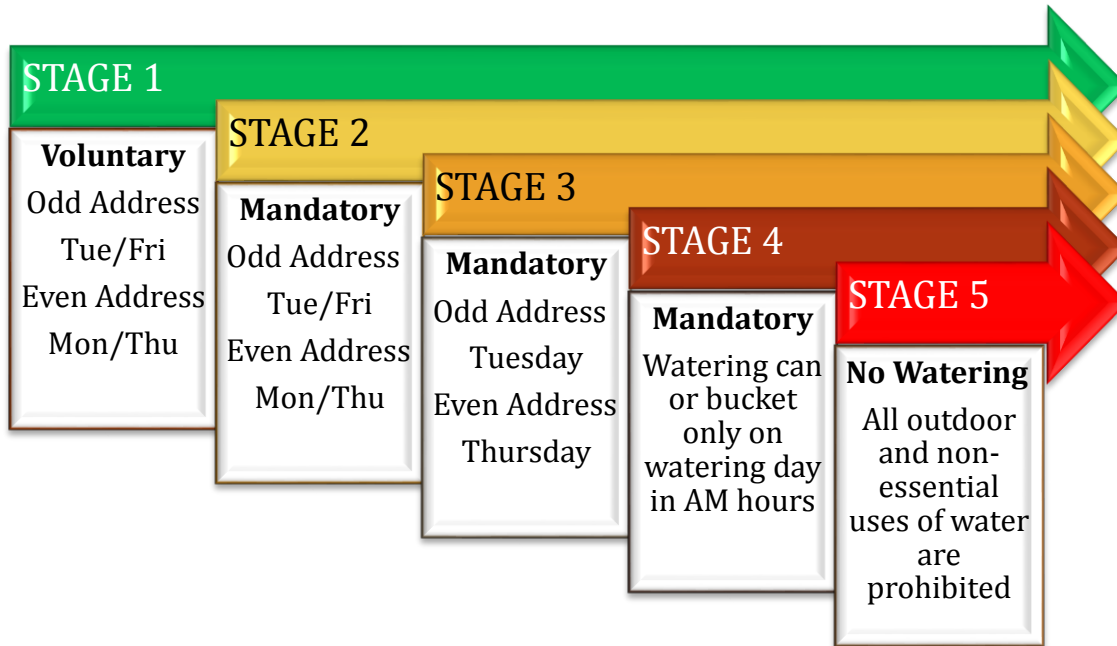 STAGE 1
Voluntary
Odd Address
Tue/Fri
Even Address
Mon/Thu
STAGE 2
Mandatory
Odd Address
Tue/Fri
Even Address
Mon/Thu
STAGE 3
Mandatory
Odd Address
Tuesday
Even Address
Thursday
STAGE 4
Mandatory
Watering can
or bucket
only on
watering day
in AM hours
STAGE 5
No Watering
All outdoor
and non-
essential
uses of water
are
prohibited